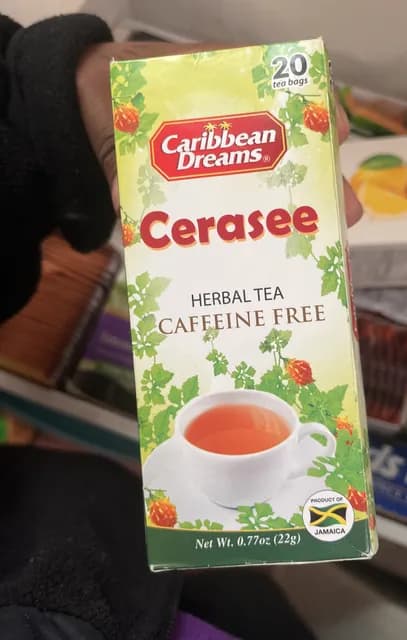 20
tea bags
Caribbean
Dreams®
Cerasee
HERBAL TEA
CAFFEINE FREE
PRODUCT OF
JAMAICA
Net Wt. 0.77oz (22g)